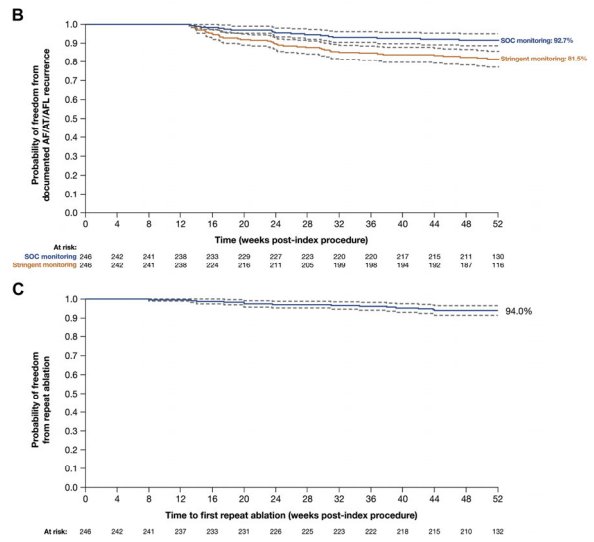 B
Probability of freedom from
documented AF/AT/AFL recurrence
1.0
0.9
0.8
0.7
0.6
0.5
0.4
0.3
0.2
0.1
0.0
SOC monitoring: 92.7%
Stringent monitoring: 81.5%
0 4 8 12 16 20 24 28 32 36 40 44 48 52
Time (weeks post-index procedure)
At risk:
SOC monitoring 246 242 241 238 233 229 227 223 220 220 217 215 211 130
Stringent monitoring 246 242 241 238 224 216 211 205 199 198 194 192 187 116
C
Probability of freedom
from repeat ablation
1.0
0.9
0.8
0.7
0.6
0.5
0.4
0.3
0.2
0.1
0.0
94.0%
0 4 8 12 16 20 24 28 32 36 40 44 48 52
Time to first repeat ablation (weeks post-index procedure)
At risk: 246 242 241 237 233 231 226 225 223 222 218 215 210 132